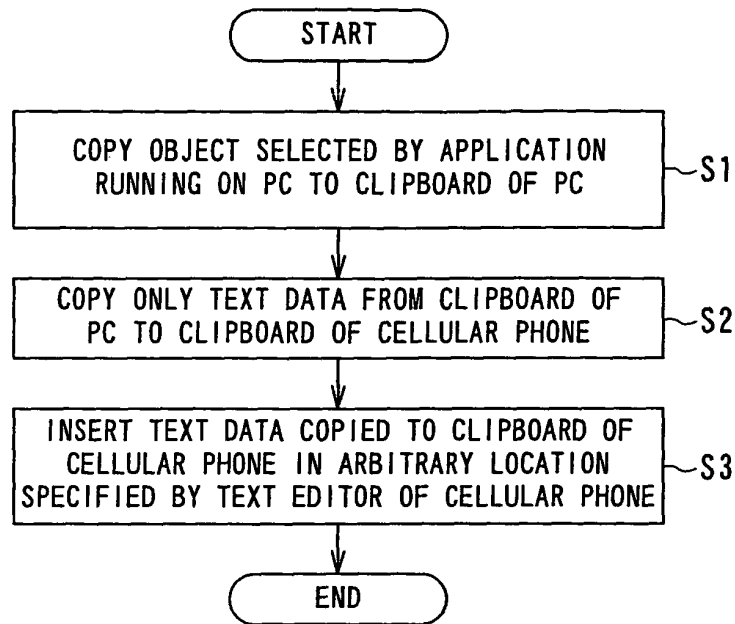 START
COPY OBJECT SELECTED BY APPLICATION
RUNNING ON PC TO CLIPBOARD OF PC
S1
COPY ONLY TEXT DATA FROM CLIPBOARD OF
PC TO CLIPBOARD OF CELLULAR PHONE
S2
INSERT TEXT DATA COPIED TO CLIPBOARD OF
CELLULAR PHONE IN ARBITRARY LOCATION
SPECIFIED BY TEXT EDITOR OF CELLULAR PHONE
S3
END